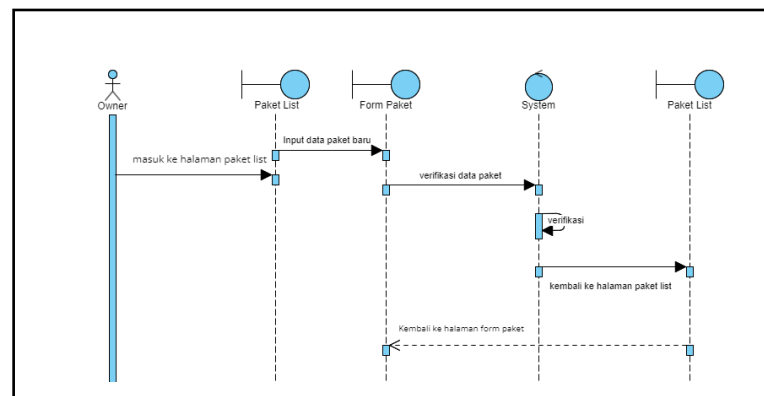 Owner
Paket List
Form Paket
System
Paket List
Input data paket baru
masuk ke halaman paket list
verifikasi data paket
verifikasi
kembali ke halaman paket list
Kembali ke halaman form paket